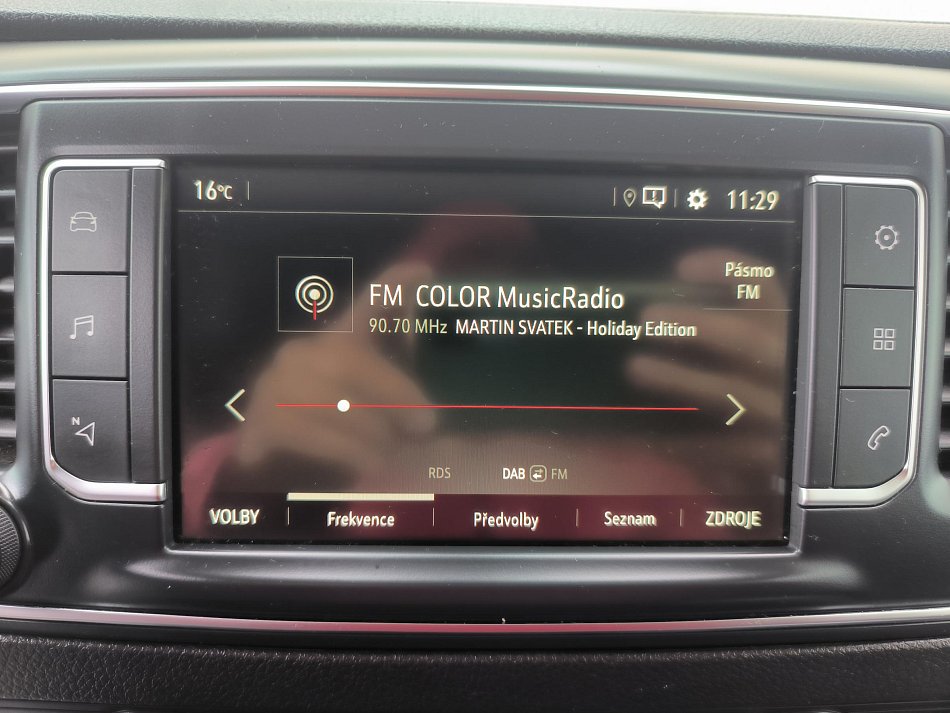 16°C
11:29
Pásmo
FM
FM COLOR MusicRadio
90.70 MHz MARTIN SVATEK - Holiday Edition
N
RDS DAB FM
VOLBY Frekvence Předvolby Seznam ZDROJE